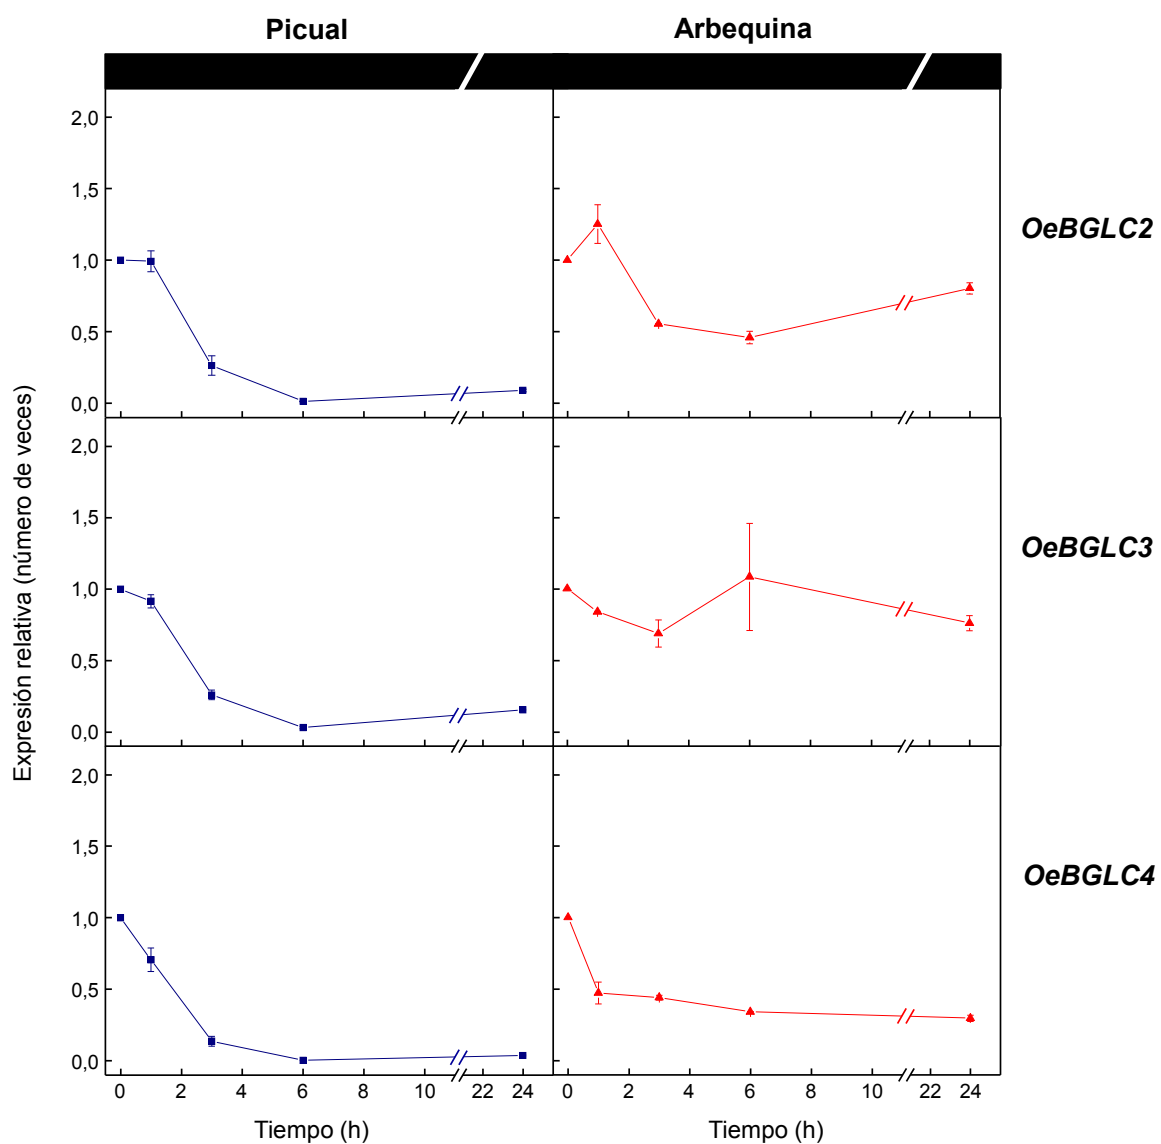 Picual Arbequina
2,0
1,5
1,0
0,5
0,0
OeBGLC2
2,0
1,5
1,0
0,5
0,0
OeBGLC3
2,0
1,5
1,0
0,5
0,0
OeBGLC4
Expresión relativa (número de veces)
0 2 4 6 8 10 22 24 0 2 4 6 8 10 22 24
Tiempo (h) Tiempo (h)